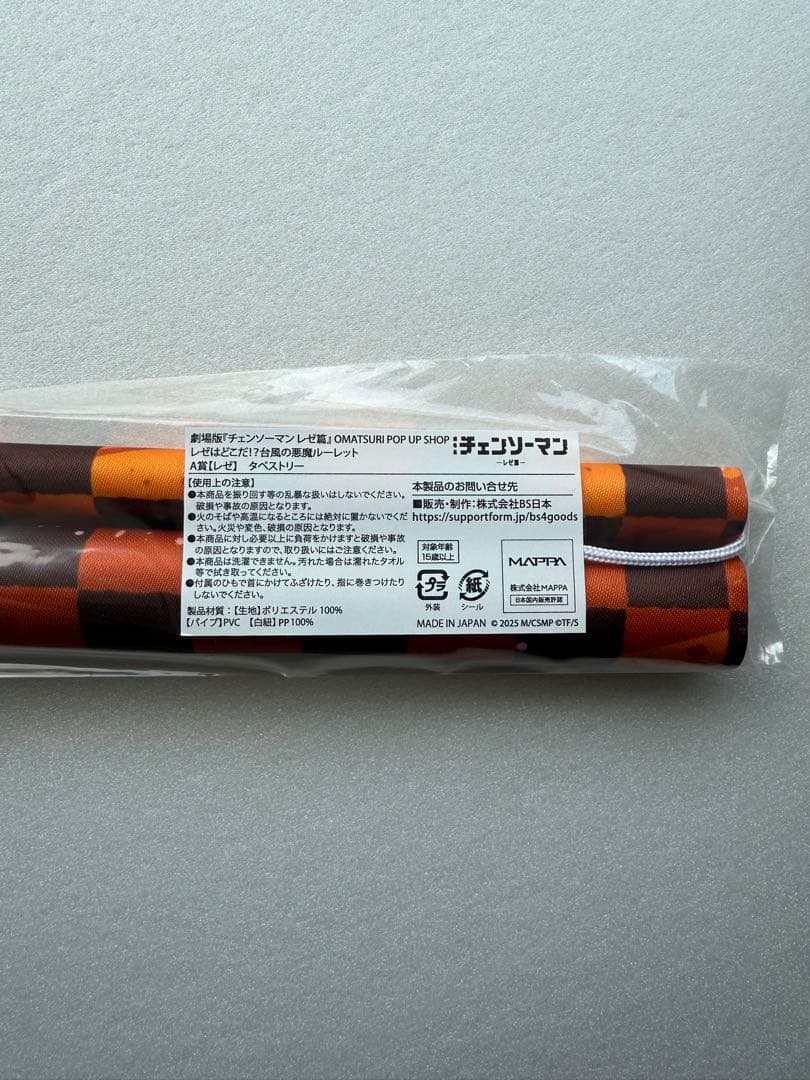 劇場版『チェンソーマン レゼ篇』OMATSURI POP UP SHOP
レゼはどこだ!?台風の悪魔ルーレット
A賞【レゼ】 タペストリー
劇場版チェンソーマン
―レゼ篇―
【使用上の注意】
●本商品を振り回す等の乱暴な扱いはしないでください。
破損や事故の原因となります。
●火のそばや高温になるところには絶対に置かないでくだ
さい。火災や変色、破損の原因となります。
●本商品に対し必要以上に負荷をかけますと破損や事故
の原因となりますので、取り扱いにはご注意ください。
●本商品は洗濯できません。汚れた場合は濡れたタオル
等で拭き取ってください。
●付属のひもで首にかけてふざけたり、指に巻きつけたり
しないでください。
製品材質:【生地】ポリエステル 100%
【パイプ】PVC 【白紐】PP100%
本製品のお問い合せ先
■販売・制作:株式会社BS日本
https://supportform.jp/bs4goods
対象年齢
15歳以上
プラ
外装
紙
シール
MAPPA
株式会社MAPPA
日本国内販売許諾
MADE IN JAPAN © 2025 M/CSMP ©TF/S